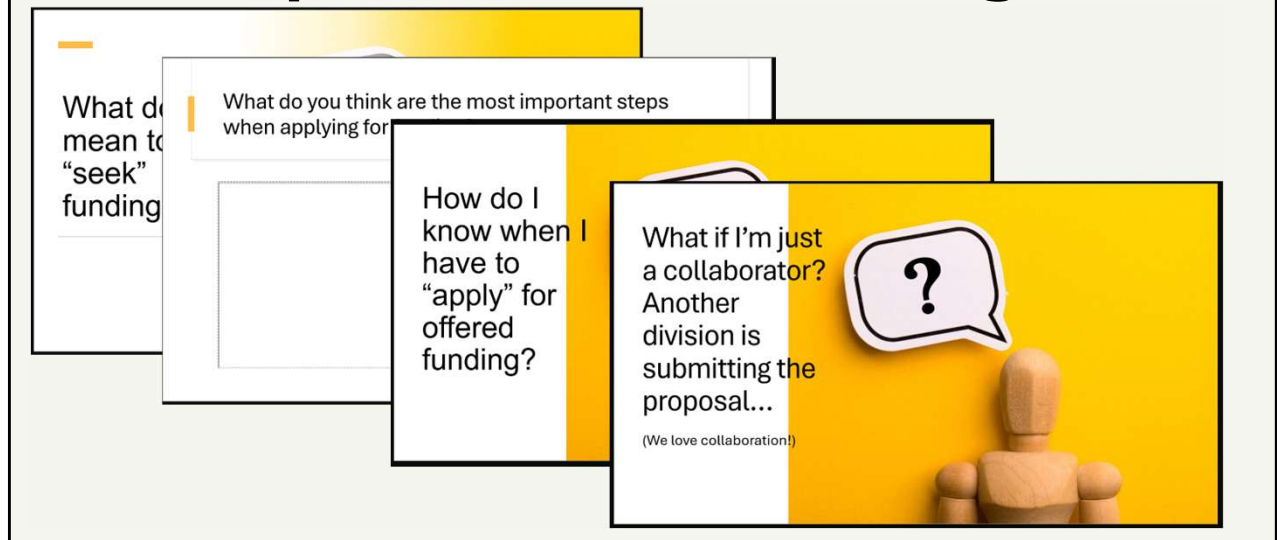 What
mean to
“seek”
funding
What do you think are the most important steps
when applying for
How do I
know when I
have to
“apply” for
offered
funding?
What if I’m just
a collaborator?
Another
division is
submitting the
proposal...
(We love collaboration!)
?